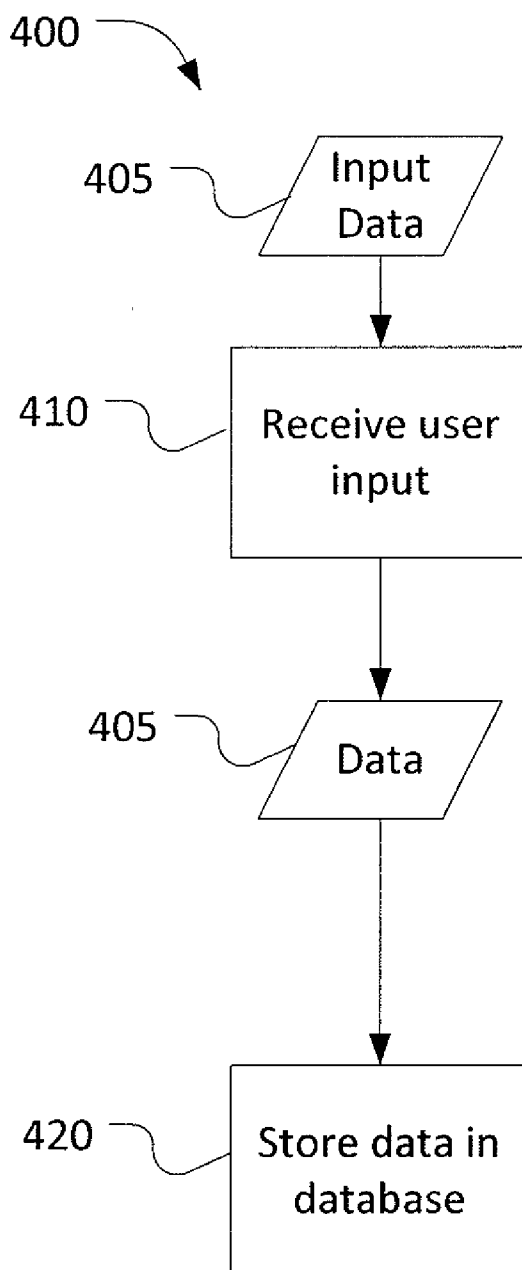 400
405
Input
Data
410
Receive user
input
405
Data
420
Store data in
database